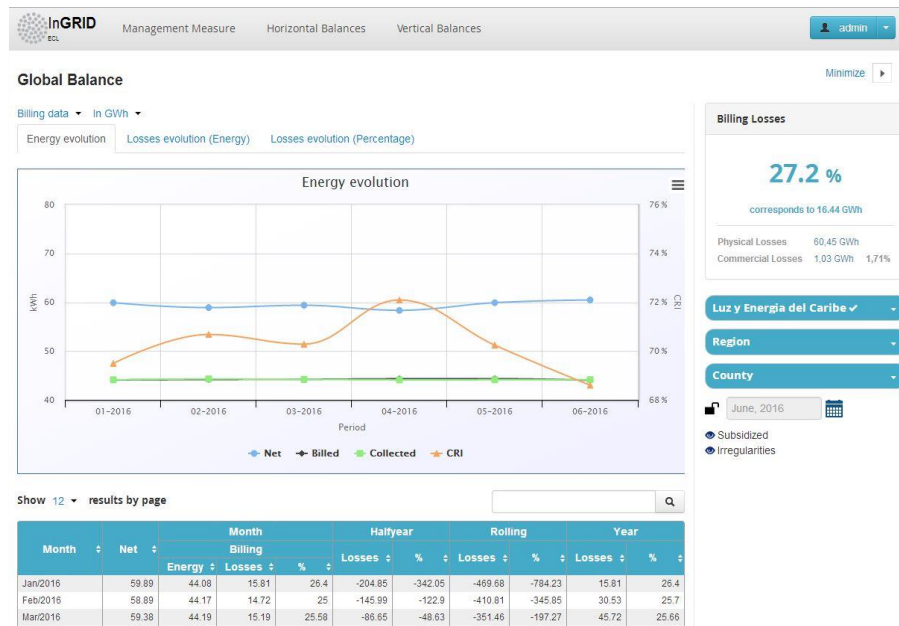 InGRID
ECL
Management Measure
Horizontal Balances
Vertical Balances
admin
Global Balance
Minimize
Billing data
In GWh
Energy evolution
Losses evolution (Energy)
Losses evolution (Percentage)
Energy evolution
80
70
60
50
40
kWh
76 %
74 %
72 %
70 %
68 %
CRI
01-2016
02-2016
03-2016
04-2016
05-2016
06-2016
Period
Net
Billed
Collected
CRI
Billing Losses
27.2 %
corresponds to 16.44 GWh
Physical Losses 60,45 GWh
Commercial Losses 1,03 GWh 1,71%
Luz y Energia del Caribe
Region
County
June, 2016
Subsidized
Irregularities
Show 12 results by page
Month Net Month Halfyear Rolling Year
Billing
Energy Losses % Losses % Losses % Losses %
Jan/2016 59.89 44.08 15.81 26.4 -204.85 -342.05 -469.68 -784.23 15.81 26.4
Feb/2016 58.89 44.17 14.72 25 -145.99 -122.9 -410.81 -345.85 30.53 25.7
Mar/2016 59.38 44.19 15.19 25.58 -86.65 -48.63 -351.46 -197.27 45.72 25.66